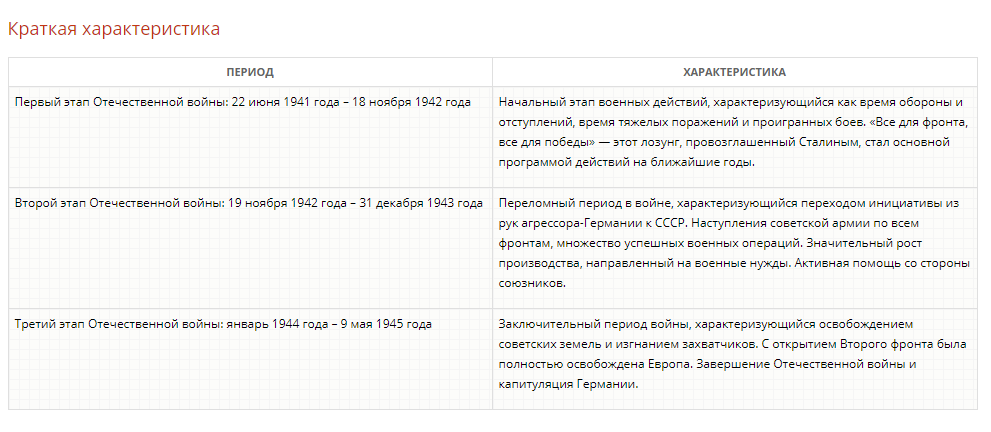 Краткая характеристика
ПЕРИОД
ХАРАКТЕРИСТИКА
Первый этап Отечественной войны: 22 июня 1941 года – 18 ноября 1942 года
Начальный этап военных действий, характеризующийся как время обороны и
отступлений, время тяжелых поражений и проигранных боев. «Все для фронта,
все для победы» — этот лозунг, провозглашенный Сталиным, стал основной
программой действий на ближайшие годы.
Второй этап Отечественной войны: 19 ноября 1942 года – 31 декабря 1943 года
Переломный период в войне, характеризующийся переходом инициативы из
рук агрессора-Германии к СССР. Наступления советской армии по всем
фронтам, множество успешных военных операций. Значительный рост
производства, направленный на военные нужды. Активная помощь со стороны
союзников.
Третий этап Отечественной войны: январь 1944 года – 9 мая 1945 года
Заключительный период войны, характеризующийся освобождением
советских земель и изгнанием захватчиков. С открытием Второго фронта была
полностью освобождена Европа. Завершение Отечественной войны и
капитуляция Германии.